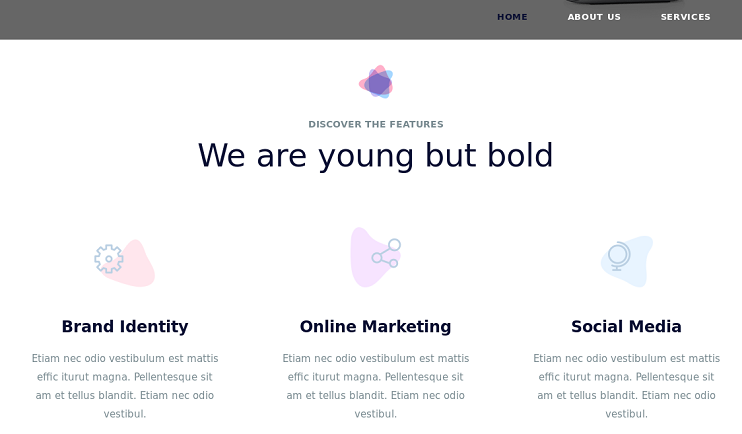 HOME ABOUT US SERVICES
DISCOVER THE FEATURES
We are young but bold
Brand Identity
Etiam nec odio vestibulum est mattis
effic iturut magna. Pellentesque sit
am et tellus blandit. Etiam nec odio
vestibul.
Online Marketing
Etiam nec odio vestibulum est mattis
effic iturut magna. Pellentesque sit
am et tellus blandit. Etiam nec odio
vestibul.
Social Media
Etiam nec odio vestibulum est mattis
effic iturut magna. Pellentesque sit
am et tellus blandit. Etiam nec odio
vestibul.